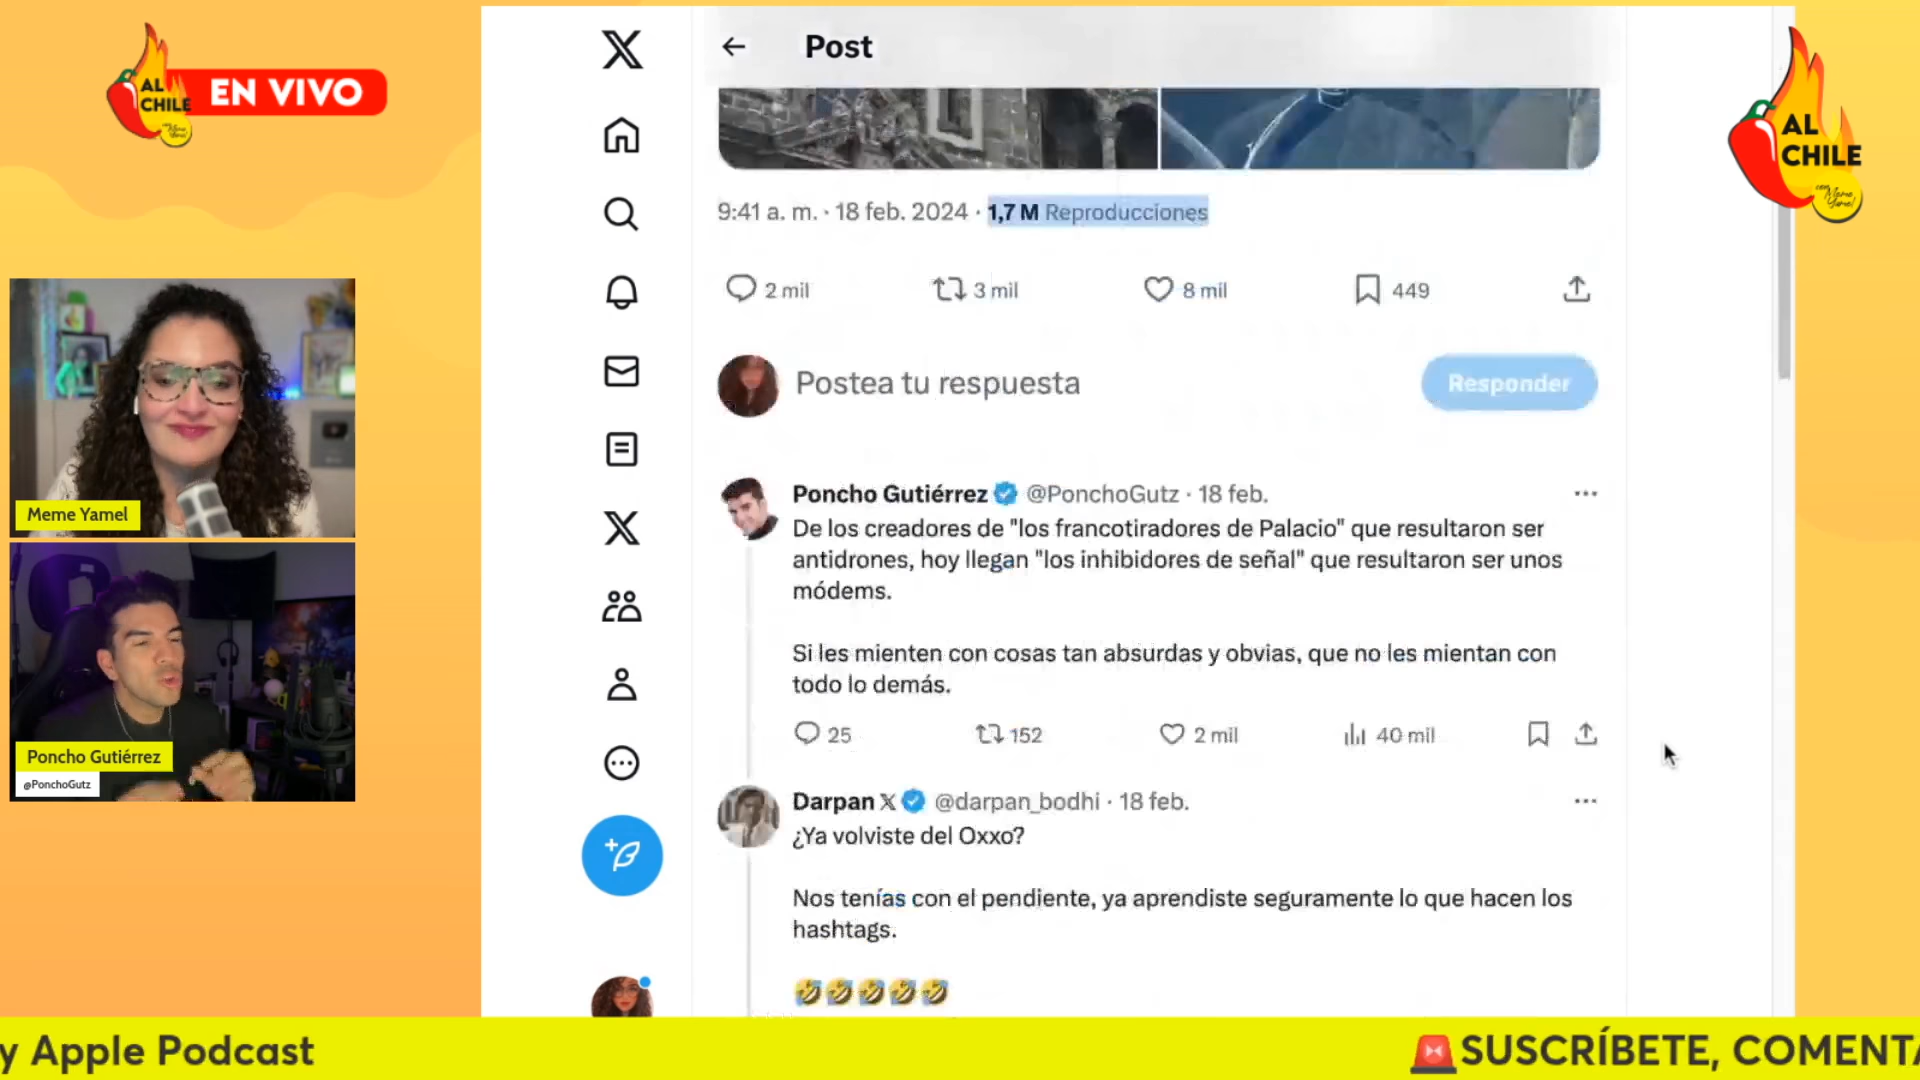 AL CHILE
EN VIVO
Post
AL
CHILE
9:41 a. m. · 18 feb. 2024 · 1,7 M Reproducciones
2 mil
3 mil
8 mil
449
Postea tu respuesta
Responder
Meme Yamel
Poncho Gutiérrez @PonchoGutz · 18 feb.
De los creadores de "los francotiradores de Palacio" que resultaron ser
antidrones, hoy llegan "los inhibidores de señal" que resultaron ser unos
módems.
Si les mienten con cosas tan absurdas y obvias, que no les mientan con
todo lo demás.
25
152
2 mil
40 mil
Poncho Gutiérrez
@PonchoGutz
Darpan X @darpan_bodhi · 18 feb.
¿Ya volviste del Oxxo?
Nos tenías con el pendiente, ya aprendiste seguramente lo que hacen los
hashtags.
🤣🤣🤣🤣🤣
y Apple Podcast
🚨SUSCRÍBETE, COMENTA